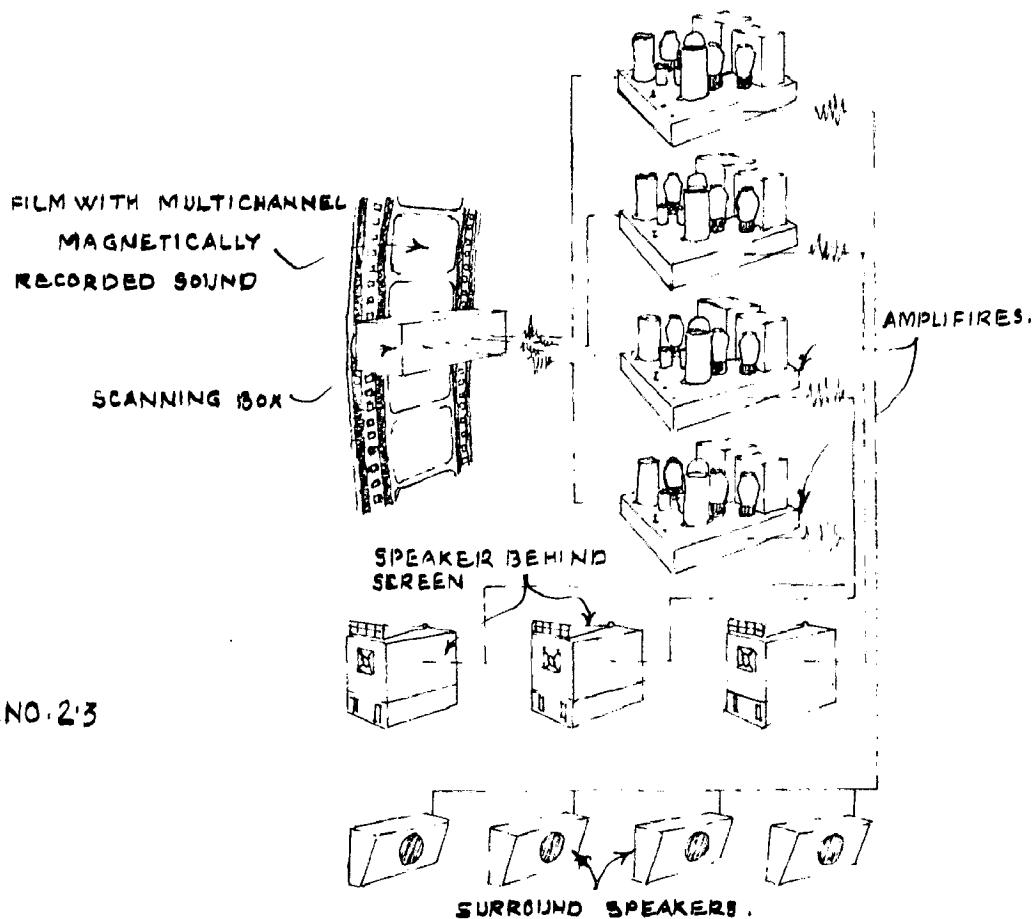 FILM WITH MULTICHANNEL
MAGNETICALLY
RECORDED SOUND
AMPLIFIRES.
SCANNING BOX
SPEAKER BEHIND
SCREEN
NO. 2.3
SURROUND SPEAKERS.